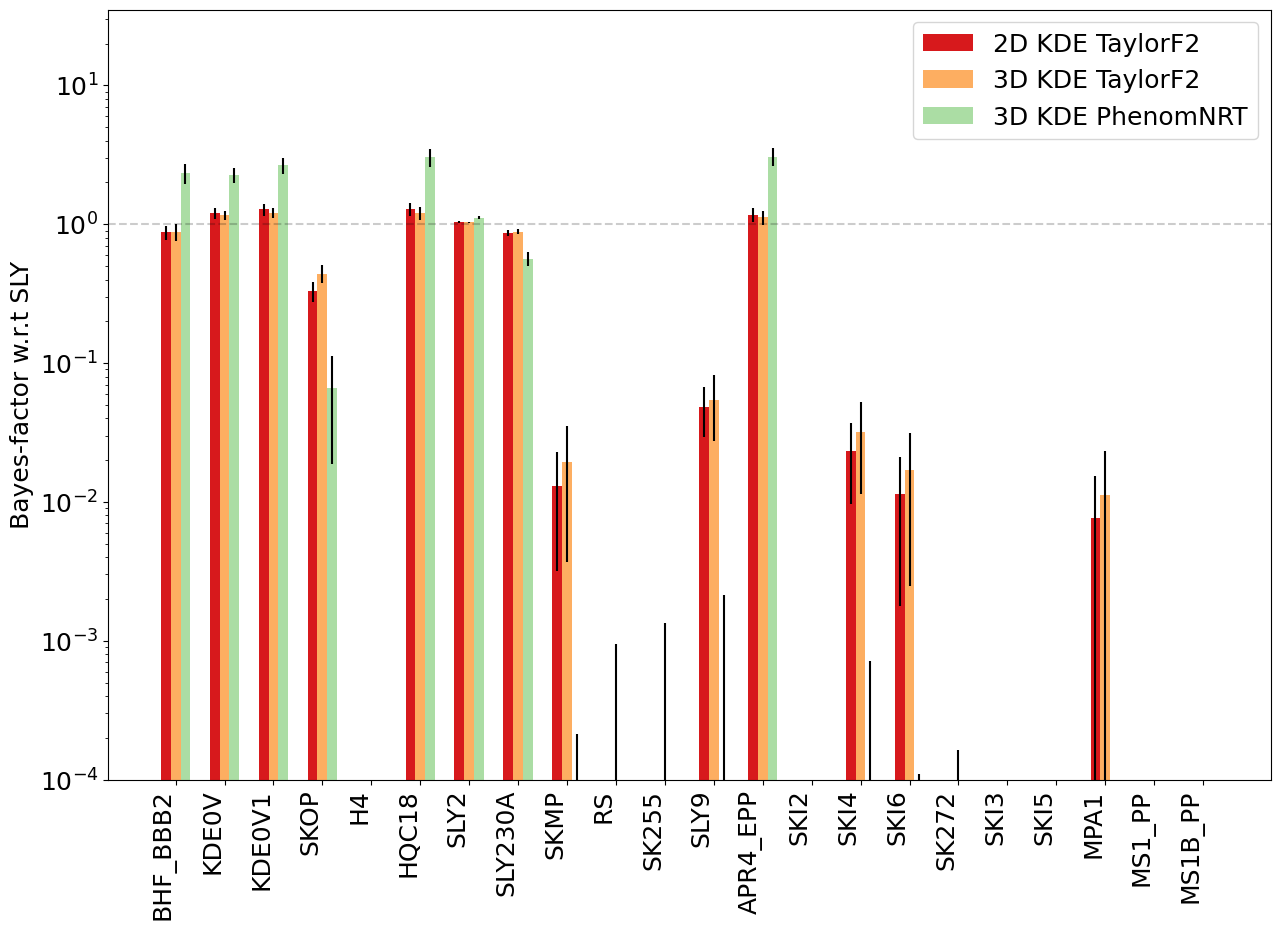 2D KDE TaylorF2
3D KDE TaylorF2
3D KDE PhenomNRT
Bayes-factor w.r.t SLY
10^1
10^0
10^-1
10^-2
10^-3
10^-4
BHF_BBB2
KDE0V
KDE0V1
SKOP
H4
HQC18
SLY2
SLY230A
SKMP
RS
SK255
SLY9
APR4_EPP
SKI2
SKI4
SKI6
SK272
SKI3
SKI5
MPA1
MS1_PP
MS1B_PP